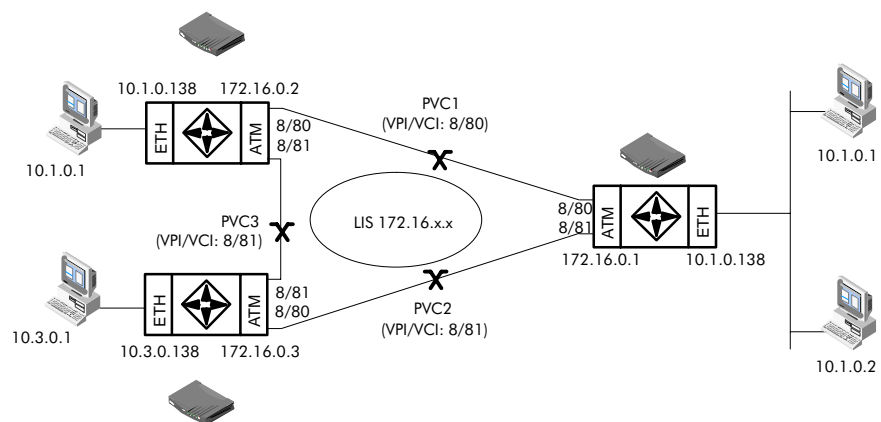 10.1.0.138
172.16.0.2
ETH
ATM
8/80
8/81
10.1.0.1
PVC1
(VPI/VCI: 8/80)
10.1.0.1
PVC3
(VPI/VCI: 8/81)
LIS 172.16.x.x
8/80
8/81
ATM
ETH
172.16.0.1
10.1.0.138
ETH
ATM
8/81
8/80
PVC2
(VPI/VCI: 8/81)
10.3.0.1
10.3.0.138
172.16.0.3
10.1.0.2